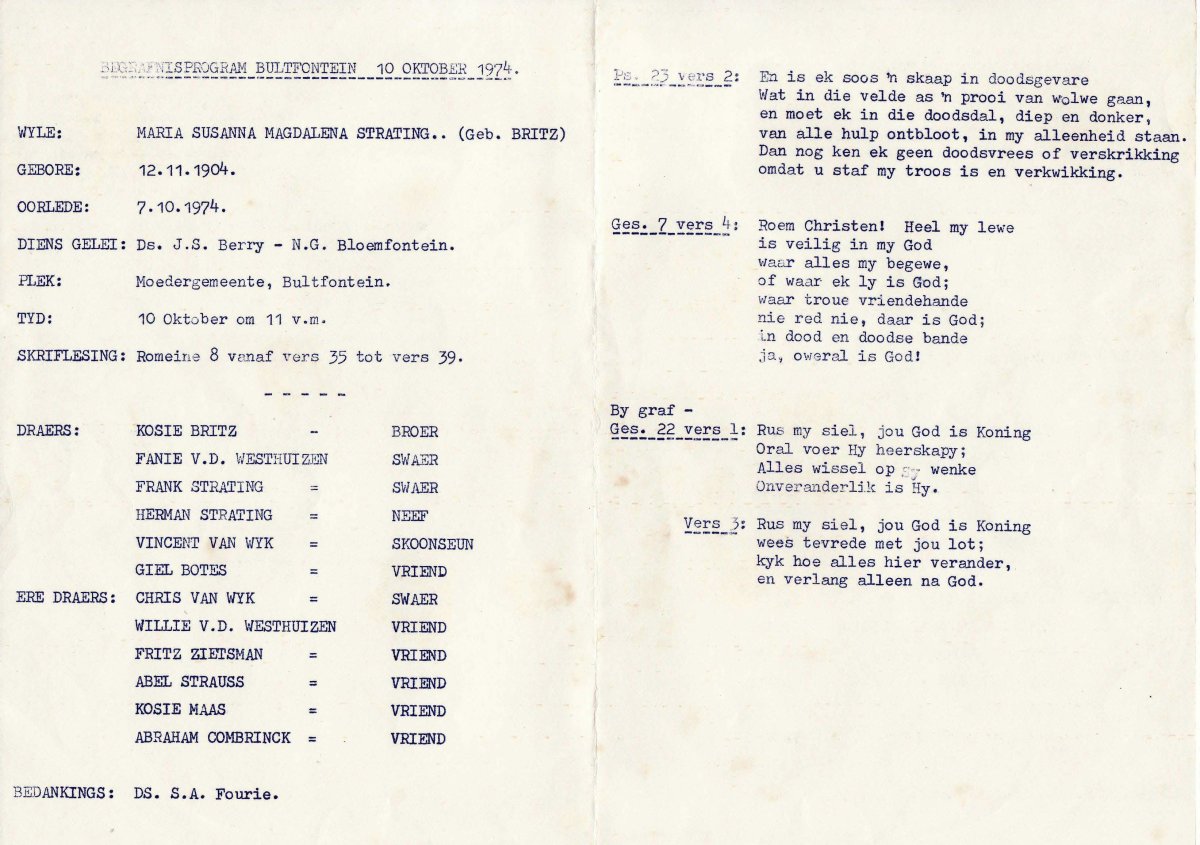 BEGRAFNISPROGRAM BULTFONTEIN 10 OKTOBER 1974.
WYLE: MARIA SUSANNA MAGDALENA STRATING.. (Geb. BRITZ)
GEBORE: 12.11.1904.
OORLEDE: 7.10.1974.
DIENS GELEI: Ds. J.S. Berry - N.G. Bloemfontein.
PLEK: Moedergemeente, Bultfontein.
TYD: 10 Oktober om 11 v.m.
SKRIFLESING: Romeine 8 vanaf vers 35 tot vers 39.
- - - - -
DRAERS: KOSIE BRITZ - BROER
FANIE V.D. WESTHUIZEN SWAER
FRANK STRATING = SWAER
HERMAN STRATING = NEEF
VINCENT VAN WYK = SKOONSEUN
GIEL BOTES = VRIEND
ERE DRAERS: CHRIS VAN WYK = SWAER
WILLIE V.D. WESTHUIZEN VRIEND
FRITZ ZIETSMAN = VRIEND
ABEL STRAUSS = VRIEND
KOSIE MAAS = VRIEND
ABRAHAM COMBRINCK = VRIEND
BEDANKINGS: DS. S.A. Fourie.
Ps. 23 vers 2: En is ek soos 'n skaap in doodsgevare
Wat in die velde as 'n prooi van wolwe gaan,
en moet ek in die doodsdal, diep en donker,
van alle hulp ontbloot, in my alleenheid staan.
Dan nog ken ek geen doodsvrees of verskrikking
omdat u staf my troos is en verkwikking.
Ges. 7 vers 4: Roem Christen! Heel my lewe
is veilig in my God
waar alles my begewe,
of waar ek ly is God;
waar troue vriendehande
nie red nie, daar is God;
in dood en doodse bande
ja, oweral is God!
By graf -
Ges. 22 vers 1: Rus my siel, jou God is Koning
Oral voer Hy heerskapy;
Alles wissel op wenke
Onveranderlik is Hy.
Vers 3: Rus my siel, jou God is Koning
wees tevrede met jou lot;
kyk hoe alles hier verander,
en verlang alleen na God.